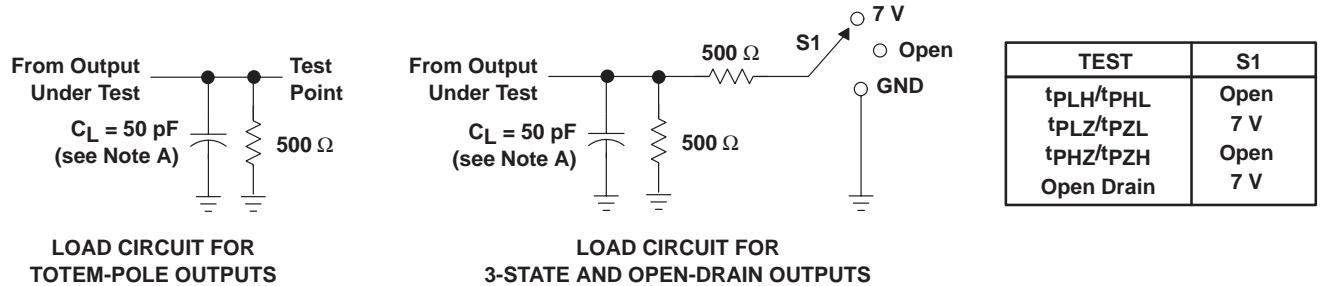 From Output
Under Test
Test
Point
CL = 50 pF
(see Note A)
500 Ω
LOAD CIRCUIT FOR
TOTEM-POLE OUTPUTS
From Output
Under Test
CL = 50 pF
(see Note A)
500 Ω
500 Ω
S1
7 V
Open
GND
LOAD CIRCUIT FOR
3-STATE AND OPEN-DRAIN OUTPUTS
TEST S1
tPLH/tPHL Open
tPLZ/tPZL 7 V
tPHZ/tPZH Open
Open Drain 7 V